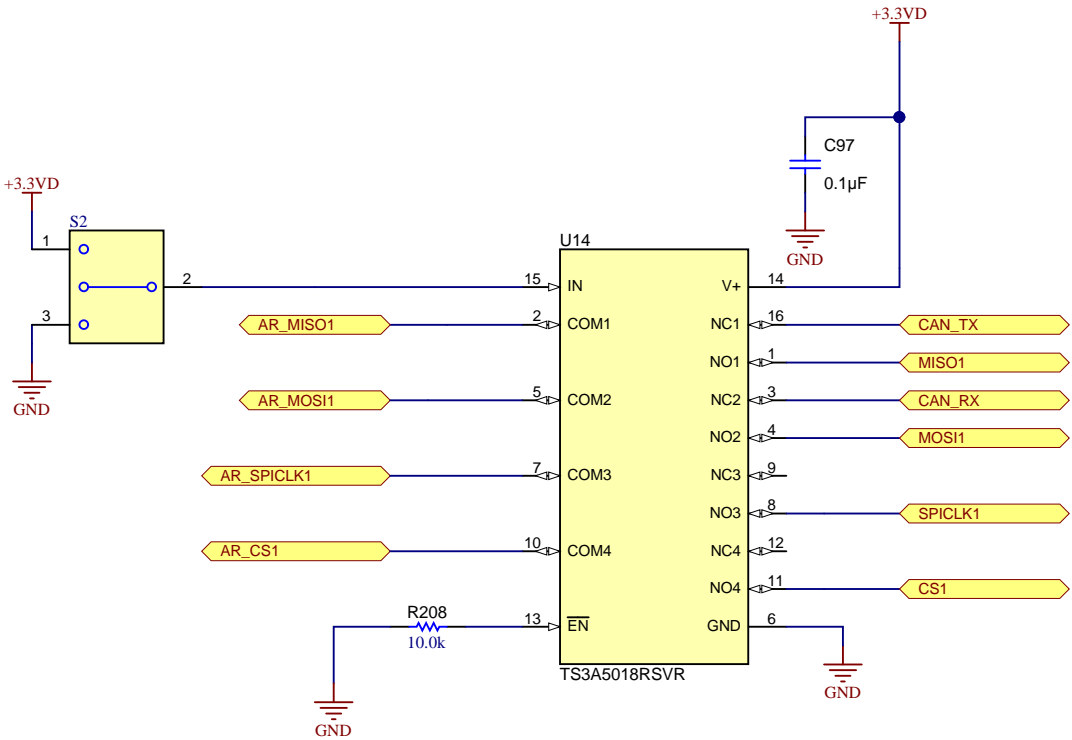 +3.3VD
C97
0.1µF
GND
+3.3VD
S2
1
2
3
GND
U14
15 IN V+ 14
AR_MISO1 2 COM1 NC1 16 CAN_TX
NO1 1 MISO1
AR_MOSI1 5 COM2 NC2 3 CAN_RX
NO2 4 MOSI1
AR_SPICLK1 7 COM3 NC3 9
NO3 8 SPICLK1
AR_CS1 10 COM4 NC4 12
NO4 11 CS1
R208
10.0k
13 EN GND 6
TS3A5018RSVR
GND
GND